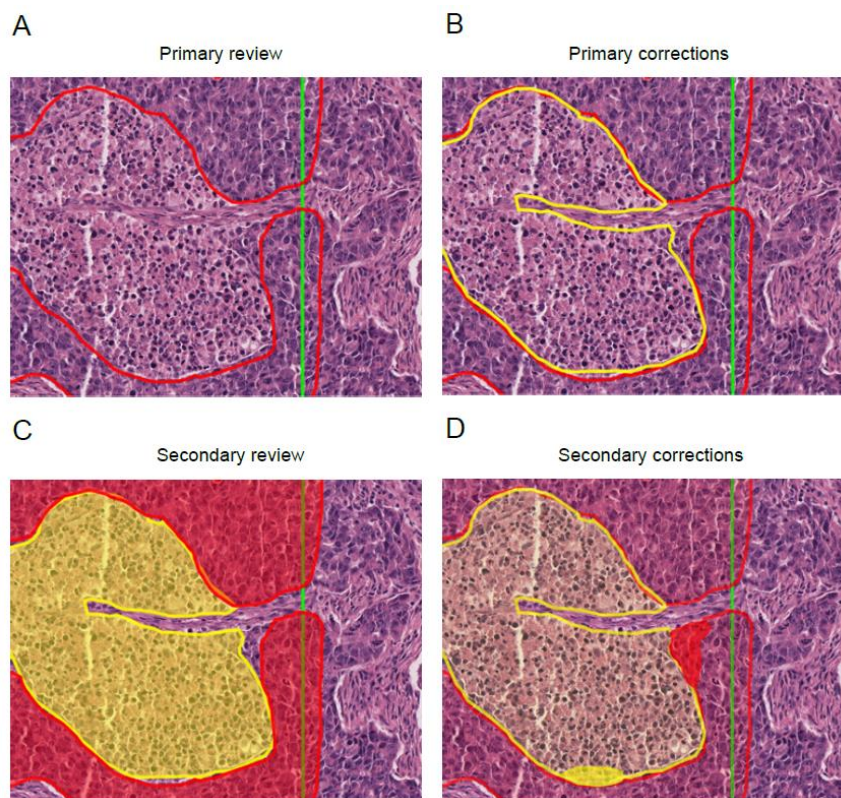 A
Primary review
B
Primary corrections
C
Secondary review
D
Secondary corrections